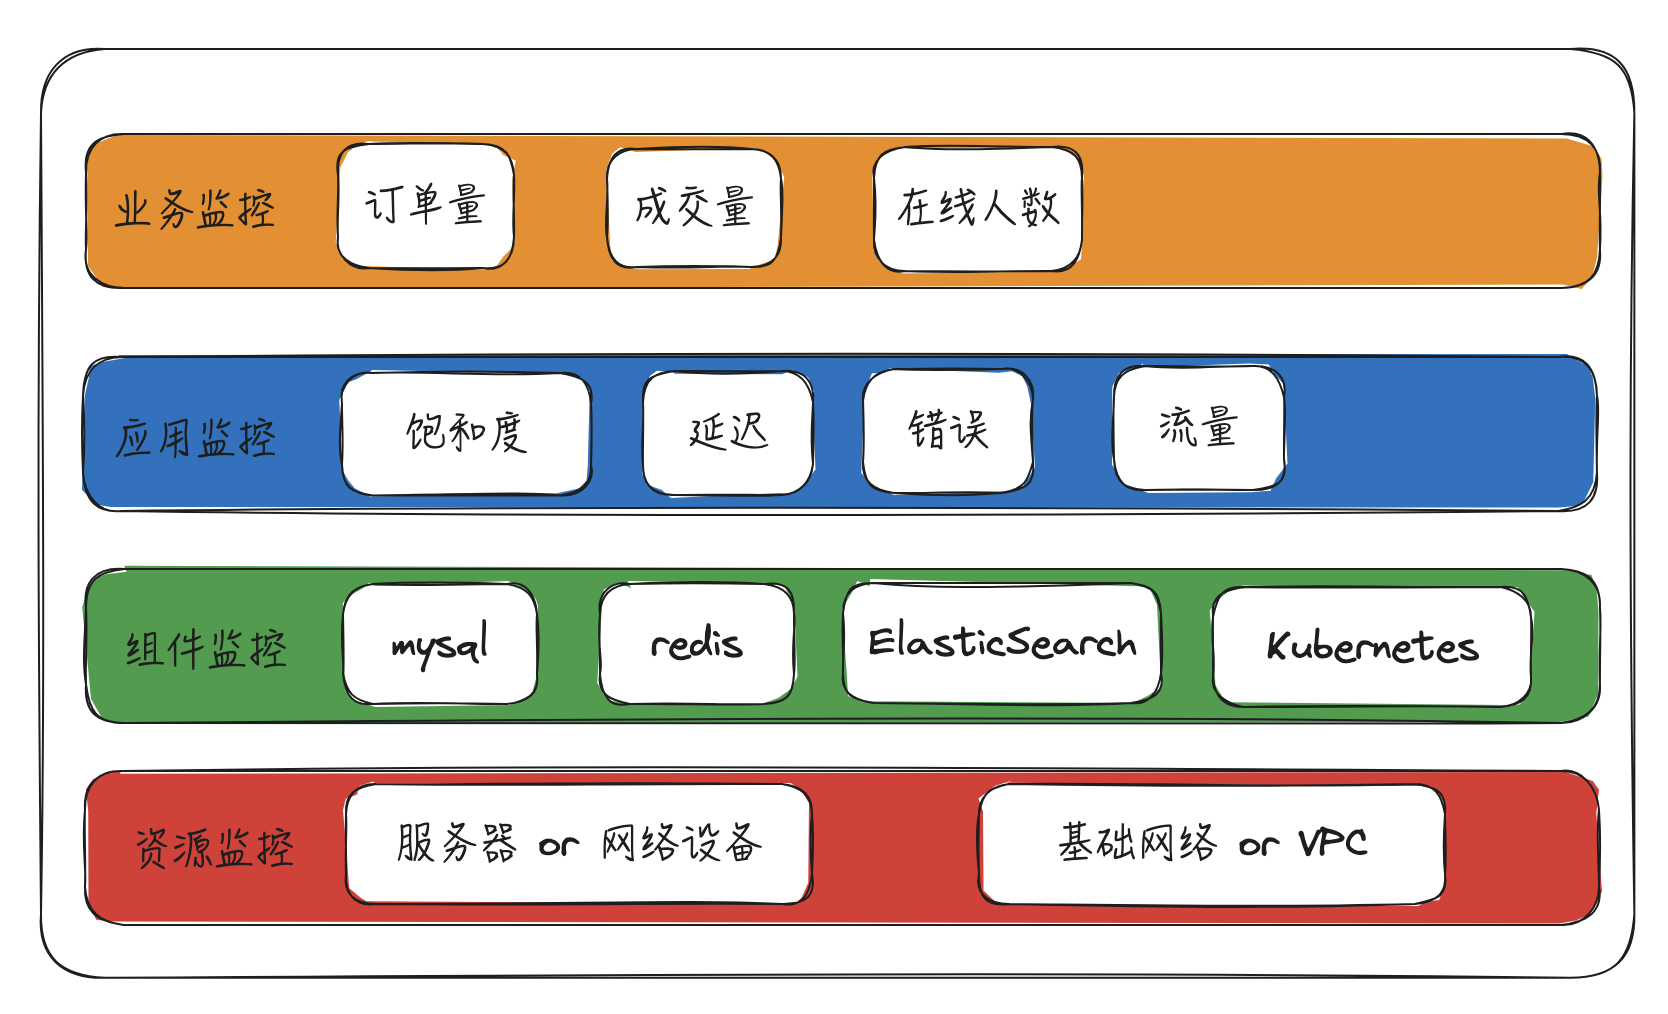 业务监控 订单量 成交量 在线人数
应用监控 饱和度 延迟 错误 流量
组件监控 mysql redis ElasticSearch Kubernetes
资源监控 服务器 or 网络设备 基础网络 or VPC